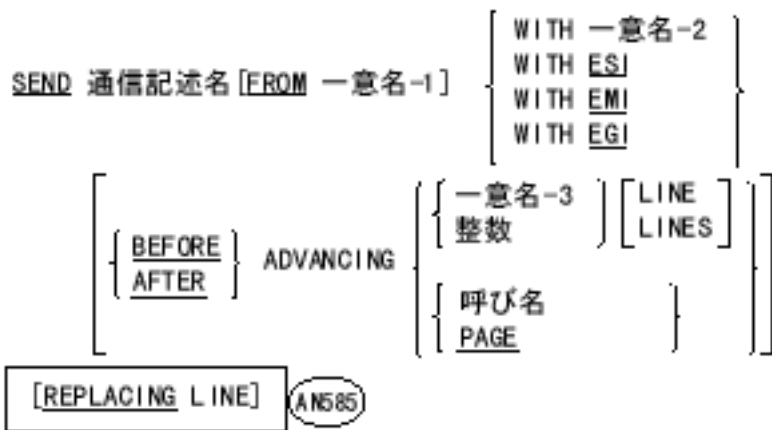 WITH 一意名-2
SEND 通信記述名 [FROM 一意名-1]
WITH ESI
WITH EMI
WITH EGI
一意名-3
整数
LINE
LINES
BEFORE
AFTER
ADVANCING
呼び名
PAGE
[REPLACING LINE]
AN585